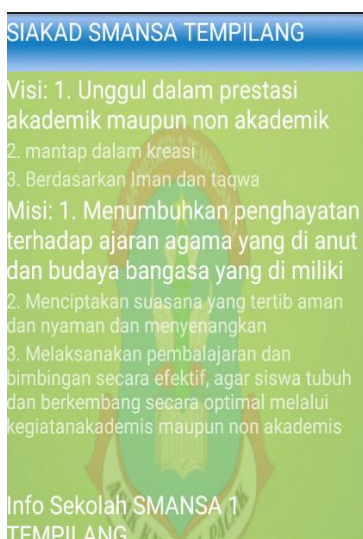 SIAKAD SMANSA TEMPILANG
Visi: 1. Unggul dalam prestasi
akademik maupun non akademik
2. mantap dalam kreasi
3. Berdasarkan Iman dan taqwa
Misi: 1. Menumbuhkan penghayatan
terhadap ajaran agama yang di anut
dan budaya bangasa yang di miliki
2. Menciptakan suasana yang tertib aman
dan nyaman dan menyenangkan
3. Melaksanakan pembalajaran dan
bimbingan secara efektif, agar siswa tubuh
dan berkembang secara optimal melalui
kegiatanakademis maupun non akademis
Info Sekolah SMANSA 1
TEMPILANG